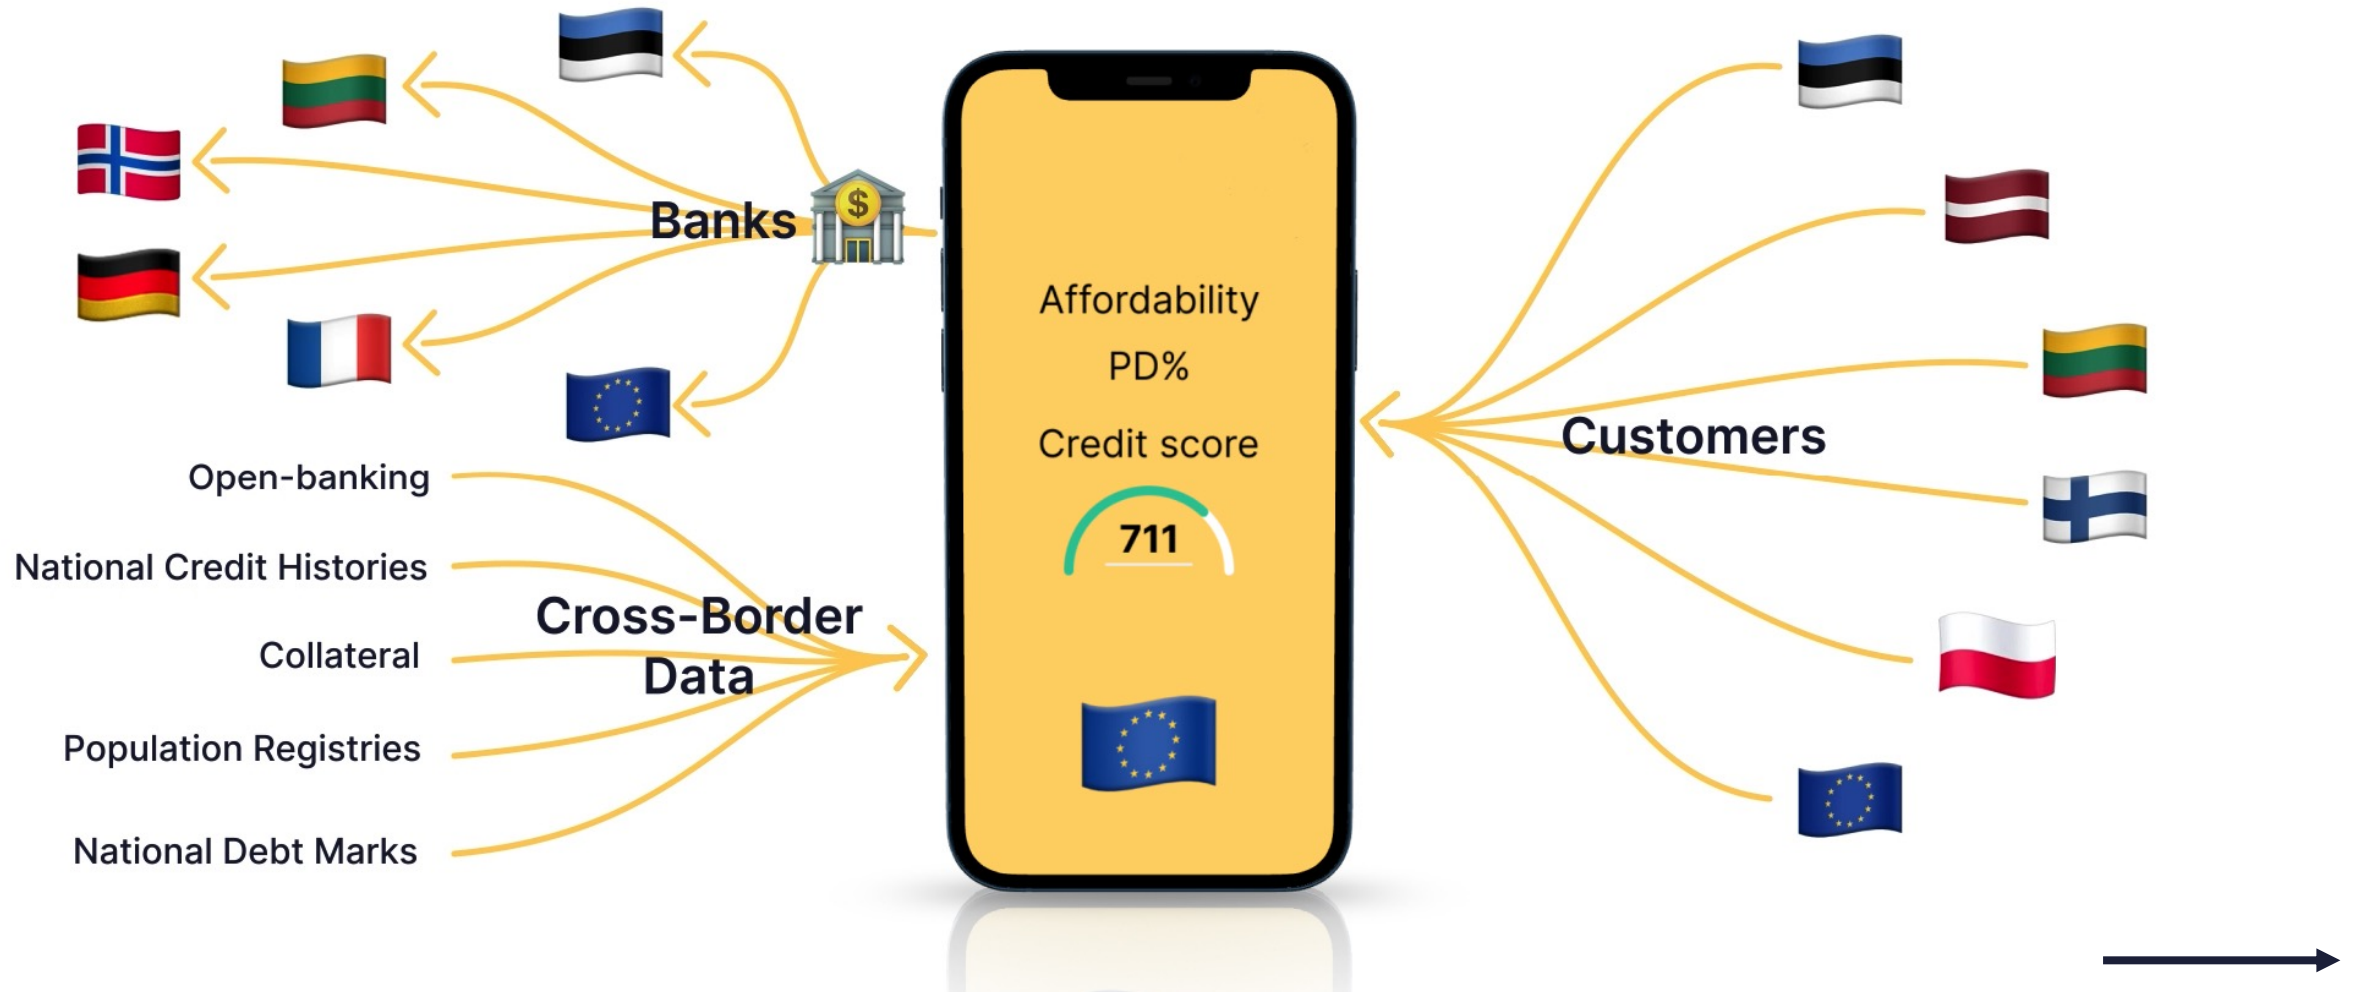 Banks
$
Open-banking
National Credit Histories
Collateral
Population Registries
National Debt Marks
Cross-Border
Data
Affordability
PD%
Credit score
711
Customers